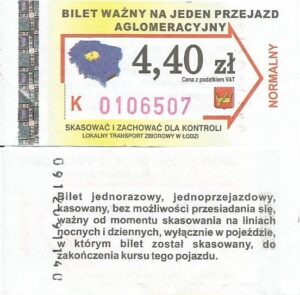 BILET WAŻNY NA JEDEN PRZEJAZD
AGLOMERACYJNY
4,40 zł
Cena z podatkiem VAT
NORMALNY
K 0106507
SKASOWAĆ I ZACHOWAĆ DLA KONTROLI
LOKALNY TRANSPORT ZBIOROWY W ŁODZI
Bilet jednorazowy, jednoprzejazdowy,
kasowany, bez możliwości przesiadania się,
ważny od momentu skasowania na liniach
nocnych i dziennych, wyłącznie w pojeździe,
w którym bilet został skasowany, do
zakończenia kursu tego pojazdu.